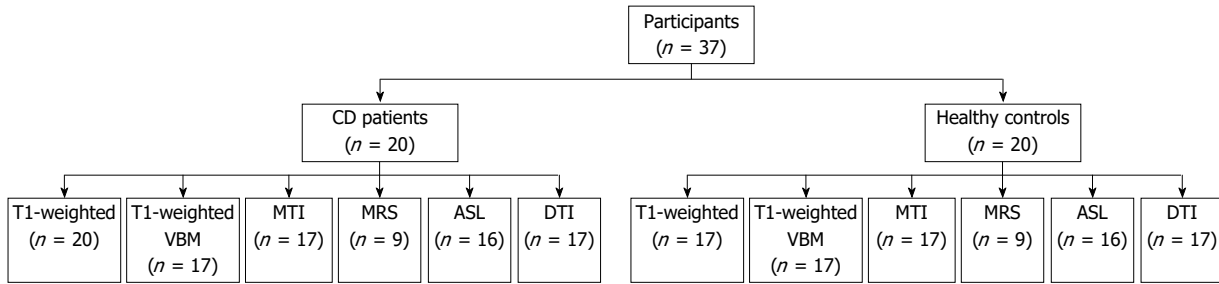 Participants
(n = 37)
CD patients
(n = 20)
Healthy controls
(n = 20)
T1-weighted
(n = 20)
T1-weighted
VBM
(n = 17)
MTI
(n = 17)
MRS
(n = 9)
ASL
(n = 16)
DTI
(n = 17)
T1-weighted
(n = 17)
T1-weighted
VBM
(n = 17)
MTI
(n = 17)
MRS
(n = 9)
ASL
(n = 16)
DTI
(n = 17)